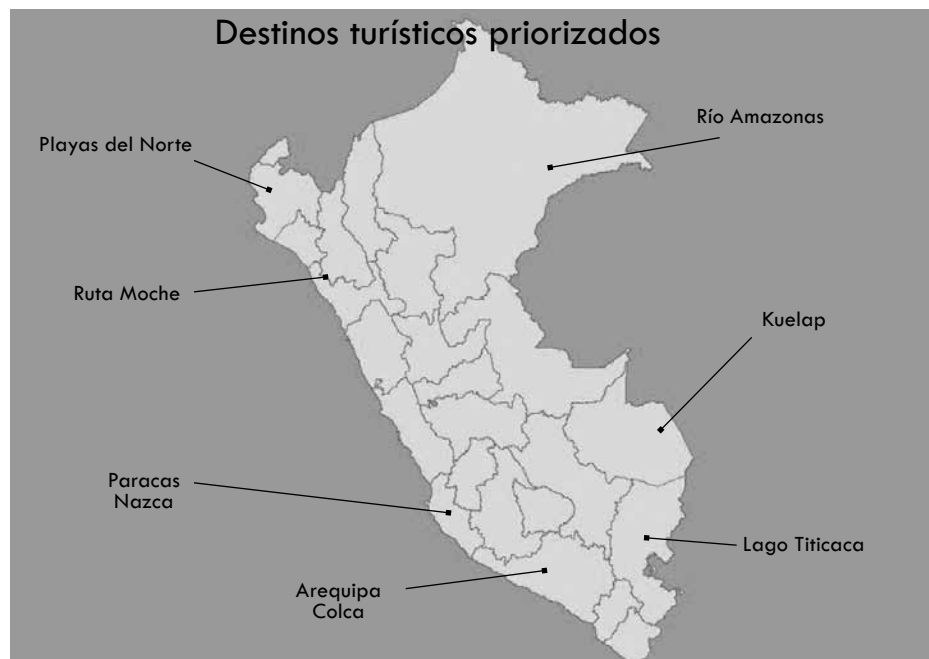 Destinos turísticos priorizados
Río Amazonas
Playas del Norte
Ruta Moche
Kuelap
Paracas
Nazca
Lago Titicaca
Arequipa
Colca